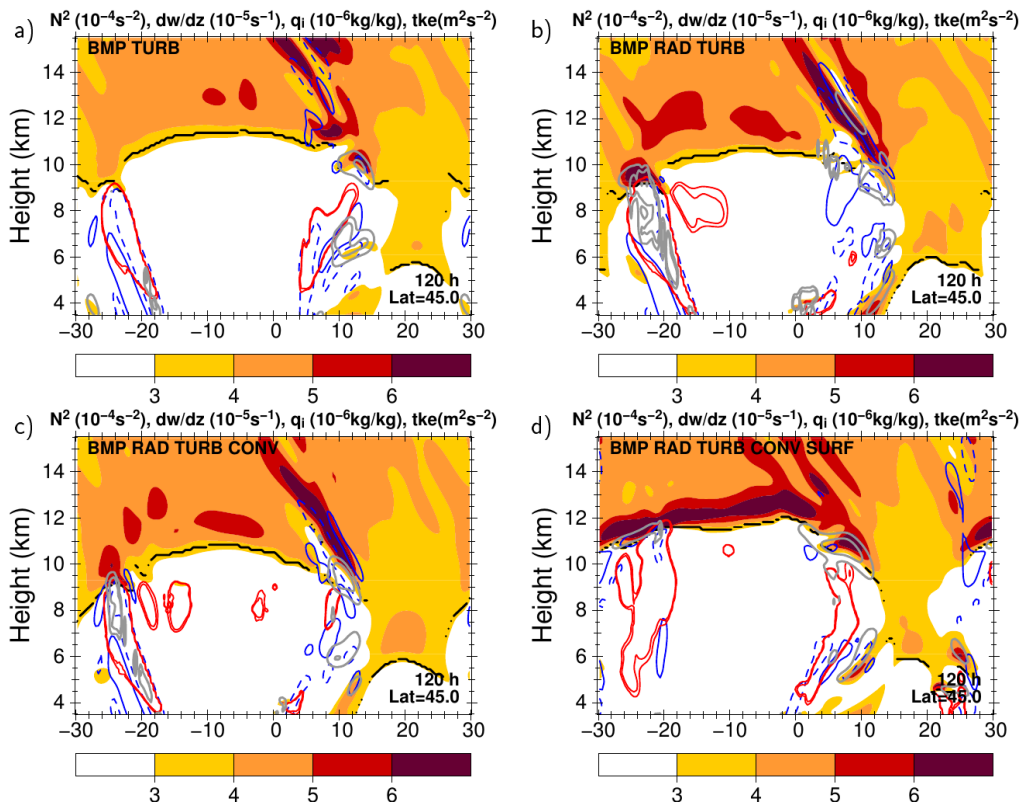 a)
N² (10⁻⁴s⁻²), dw/dz (10⁻⁵s⁻¹), qᵢ (10⁻⁶kg/kg), tke(m²s⁻²)
BMP TURB
Height (km)
14
12
10
8
6
4
120 h
Lat=45.0
−30 −20 −10 0 10 20 30
3 4 5 6
b)
N² (10⁻⁴s⁻²), dw/dz (10⁻⁵s⁻¹), qᵢ (10⁻⁶kg/kg), tke(m²s⁻²)
BMP RAD TURB
Height (km)
14
12
10
8
6
4
120 h
Lat=45.0
−30 −20 −10 0 10 20 30
3 4 5 6
c)
N² (10⁻⁴s⁻²), dw/dz (10⁻⁵s⁻¹), qᵢ (10⁻⁶kg/kg), tke(m²s⁻²)
BMP RAD TURB CONV
Height (km)
14
12
10
8
6
4
120 h
Lat=45.0
−30 −20 −10 0 10 20 30
3 4 5 6
d)
N² (10⁻⁴s⁻²), dw/dz (10⁻⁵s⁻¹), qᵢ (10⁻⁶kg/kg), tke(m²s⁻²)
BMP RAD TURB CONV SURF
Height (km)
14
12
10
8
6
4
120 h
Lat=45.0
−30 −20 −10 0 10 20 30
3 4 5 6